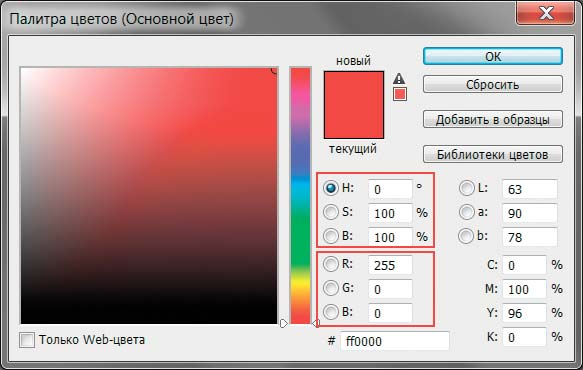 Палитра цветов (Основной цвет)
новый
текущий
ОК
Сбросить
Добавить в образцы
Библиотеки цветов
H: 0 °
S: 100 %
B: 100 %
R: 255
G: 0
B: 0
L: 63
a: 90
b: 78
C: 0 %
M: 100 %
Y: 96 %
K: 0 %
Только Web-цвета
# ff0000